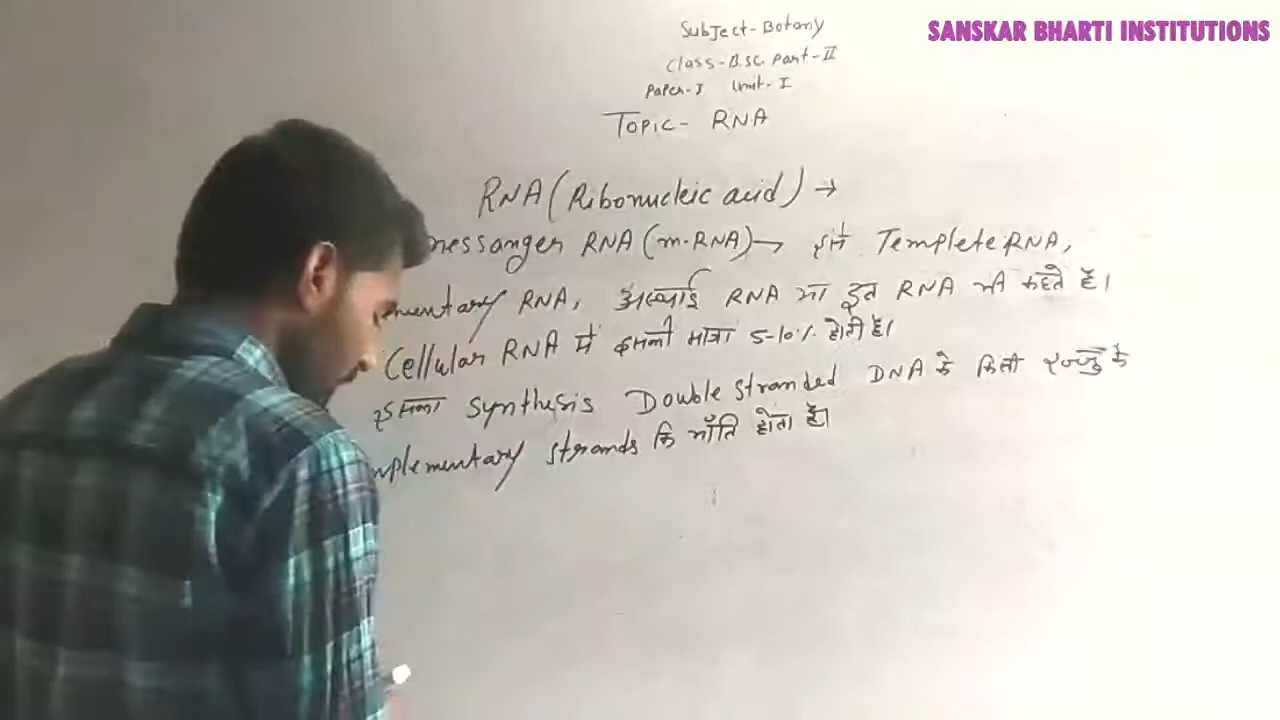 SANSKAR BHARTI INSTITUTIONS
Subject-Botany
Class-B.Sc. Part-II
Paper-I Unit-I
Topic- RNA
RNA (Ribonucleic acid) →
messanger RNA (m-RNA) → इसे Templete RNA,
mentary RNA, अस्थाई RNA या दूत RNA भी कहते है।
Cellular RNA में इसकी मात्रा 5-10% होती है।
इसका Synthesis Double Stranded DNA के किसी रज्जु के
mplementary strands कि भाँति होता है।